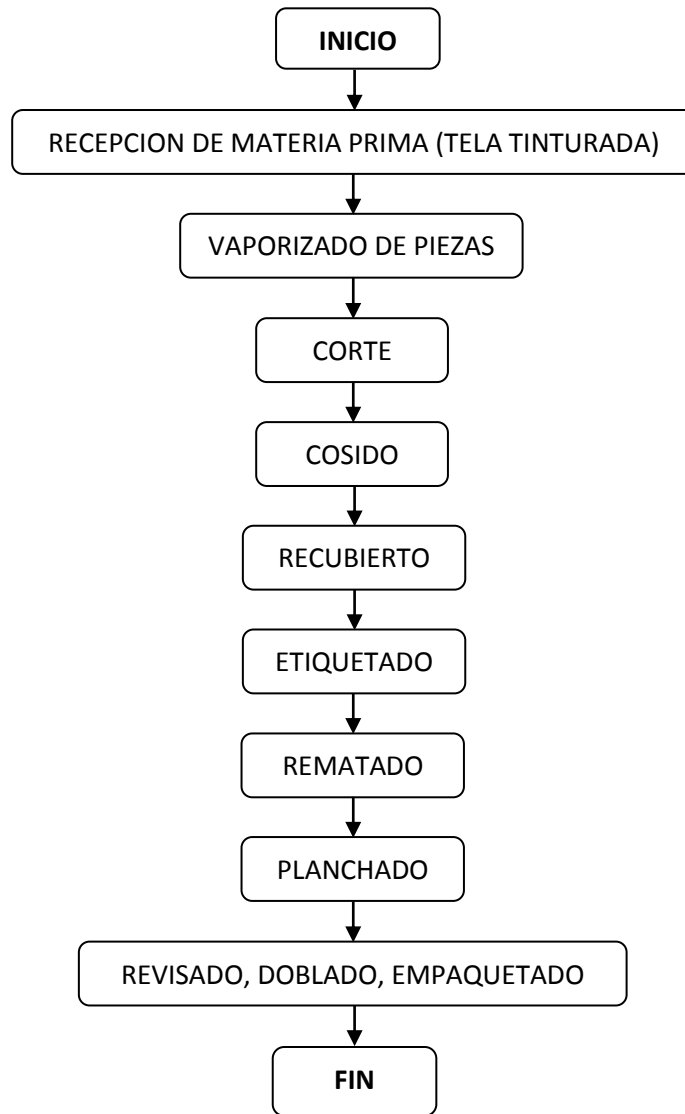 INICIO
RECEPCION DE MATERIA PRIMA (TELA TINTURADA)
VAPORIZADO DE PIEZAS
CORTE
COSIDO
RECUBIERTO
ETIQUETADO
REMATADO
PLANCHADO
REVISADO, DOBLADO, EMPAQUETADO
FIN